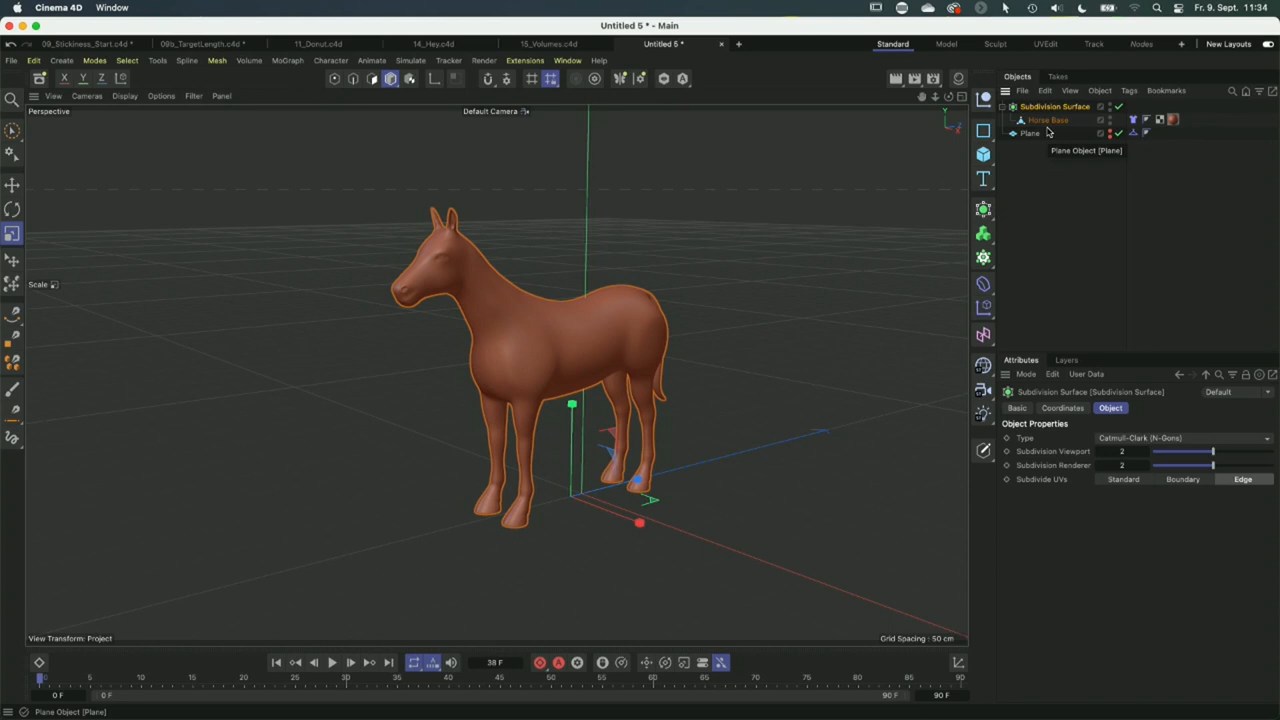 Cinema 4D Window Fr. 9. Sept. 11:34
Untitled 5 * - Main
09_Stickiness_Start.c4d * 09b_TargetLength.c4d * 11_Donut.c4d 14_Hey.c4d 15_Volumes.c4d Untitled 5 * Standard Model Sculpt UVEdit Track Nodes New Layouts
File Edit Create Modes Select Tools Spline Mesh Volume MoGraph Character Animate Simulate Tracker Render Extensions Window Help
X Y Z
Objects Takes
File Edit View Object Tags Bookmarks
View Cameras Display Options Filter Panel
Perspective
Default Camera
Y
Subdivision Surface
Horse Base
Plane
Plane Object [Plane]
Scale
Attributes Layers
Mode Edit User Data
Subdivision Surface [Subdivision Surface] Default
Basic Coordinates Object
Object Properties
Type Catmull-Clark (N-Gons)
Subdivision Viewport 2
Subdivision Renderer 2
Subdivide UVs Standard Boundary Edge
View Transform: Project
Grid Spacing : 50 cm
38 F
0 5 10 15 20 25 30 35 40 45 50 55 60 65 70 75 80 85 90
0 F 0 F 90 F 90 F
Plane Object [Plane]